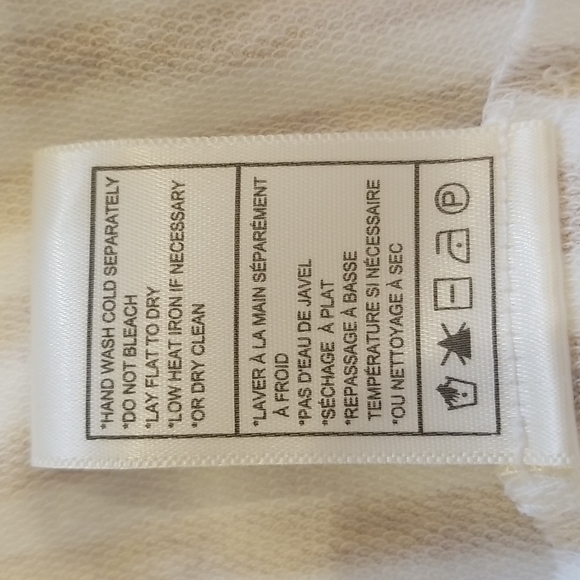 *HAND WASH COLD SEPARATELY
*DO NOT BLEACH
*LAY FLAT TO DRY
*LOW HEAT IRON IF NECESSARY
*OR DRY CLEAN
*LAVER À LA MAIN SÉPARÉMENT
À FROID
*PAS D'EAU DE JAVEL
*SÉCHAGE À PLAT
*REPASSAGE À BASSE
TEMPÉRATURE SI NÉCESSAIRE
*OU NETTOYAGE À SEC
P